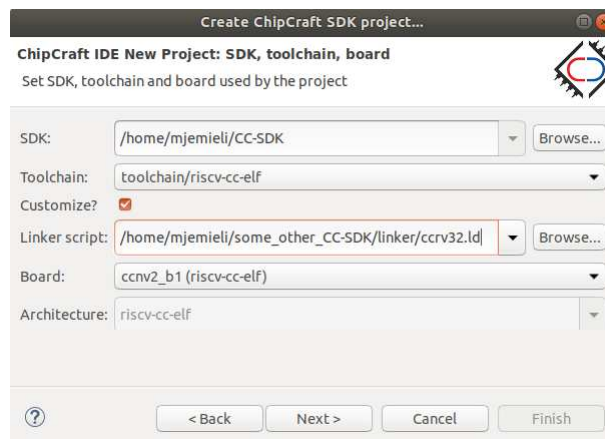 Create ChipCraft SDK project...
ChipCraft IDE New Project: SDK, toolchain, board
Set SDK, toolchain and board used by the project
SDK: /home/mjemieli/CC-SDK Browse...
Toolchain: toolchain/riscv-cc-elf
Customize?
Linker script: /home/mjemieli/some_other_CC-SDK/linker/ccrv32.ld Browse...
Board: ccnv2_b1 (riscv-cc-elf)
Architecture: riscv-cc-elf
? < Back Next > Cancel Finish